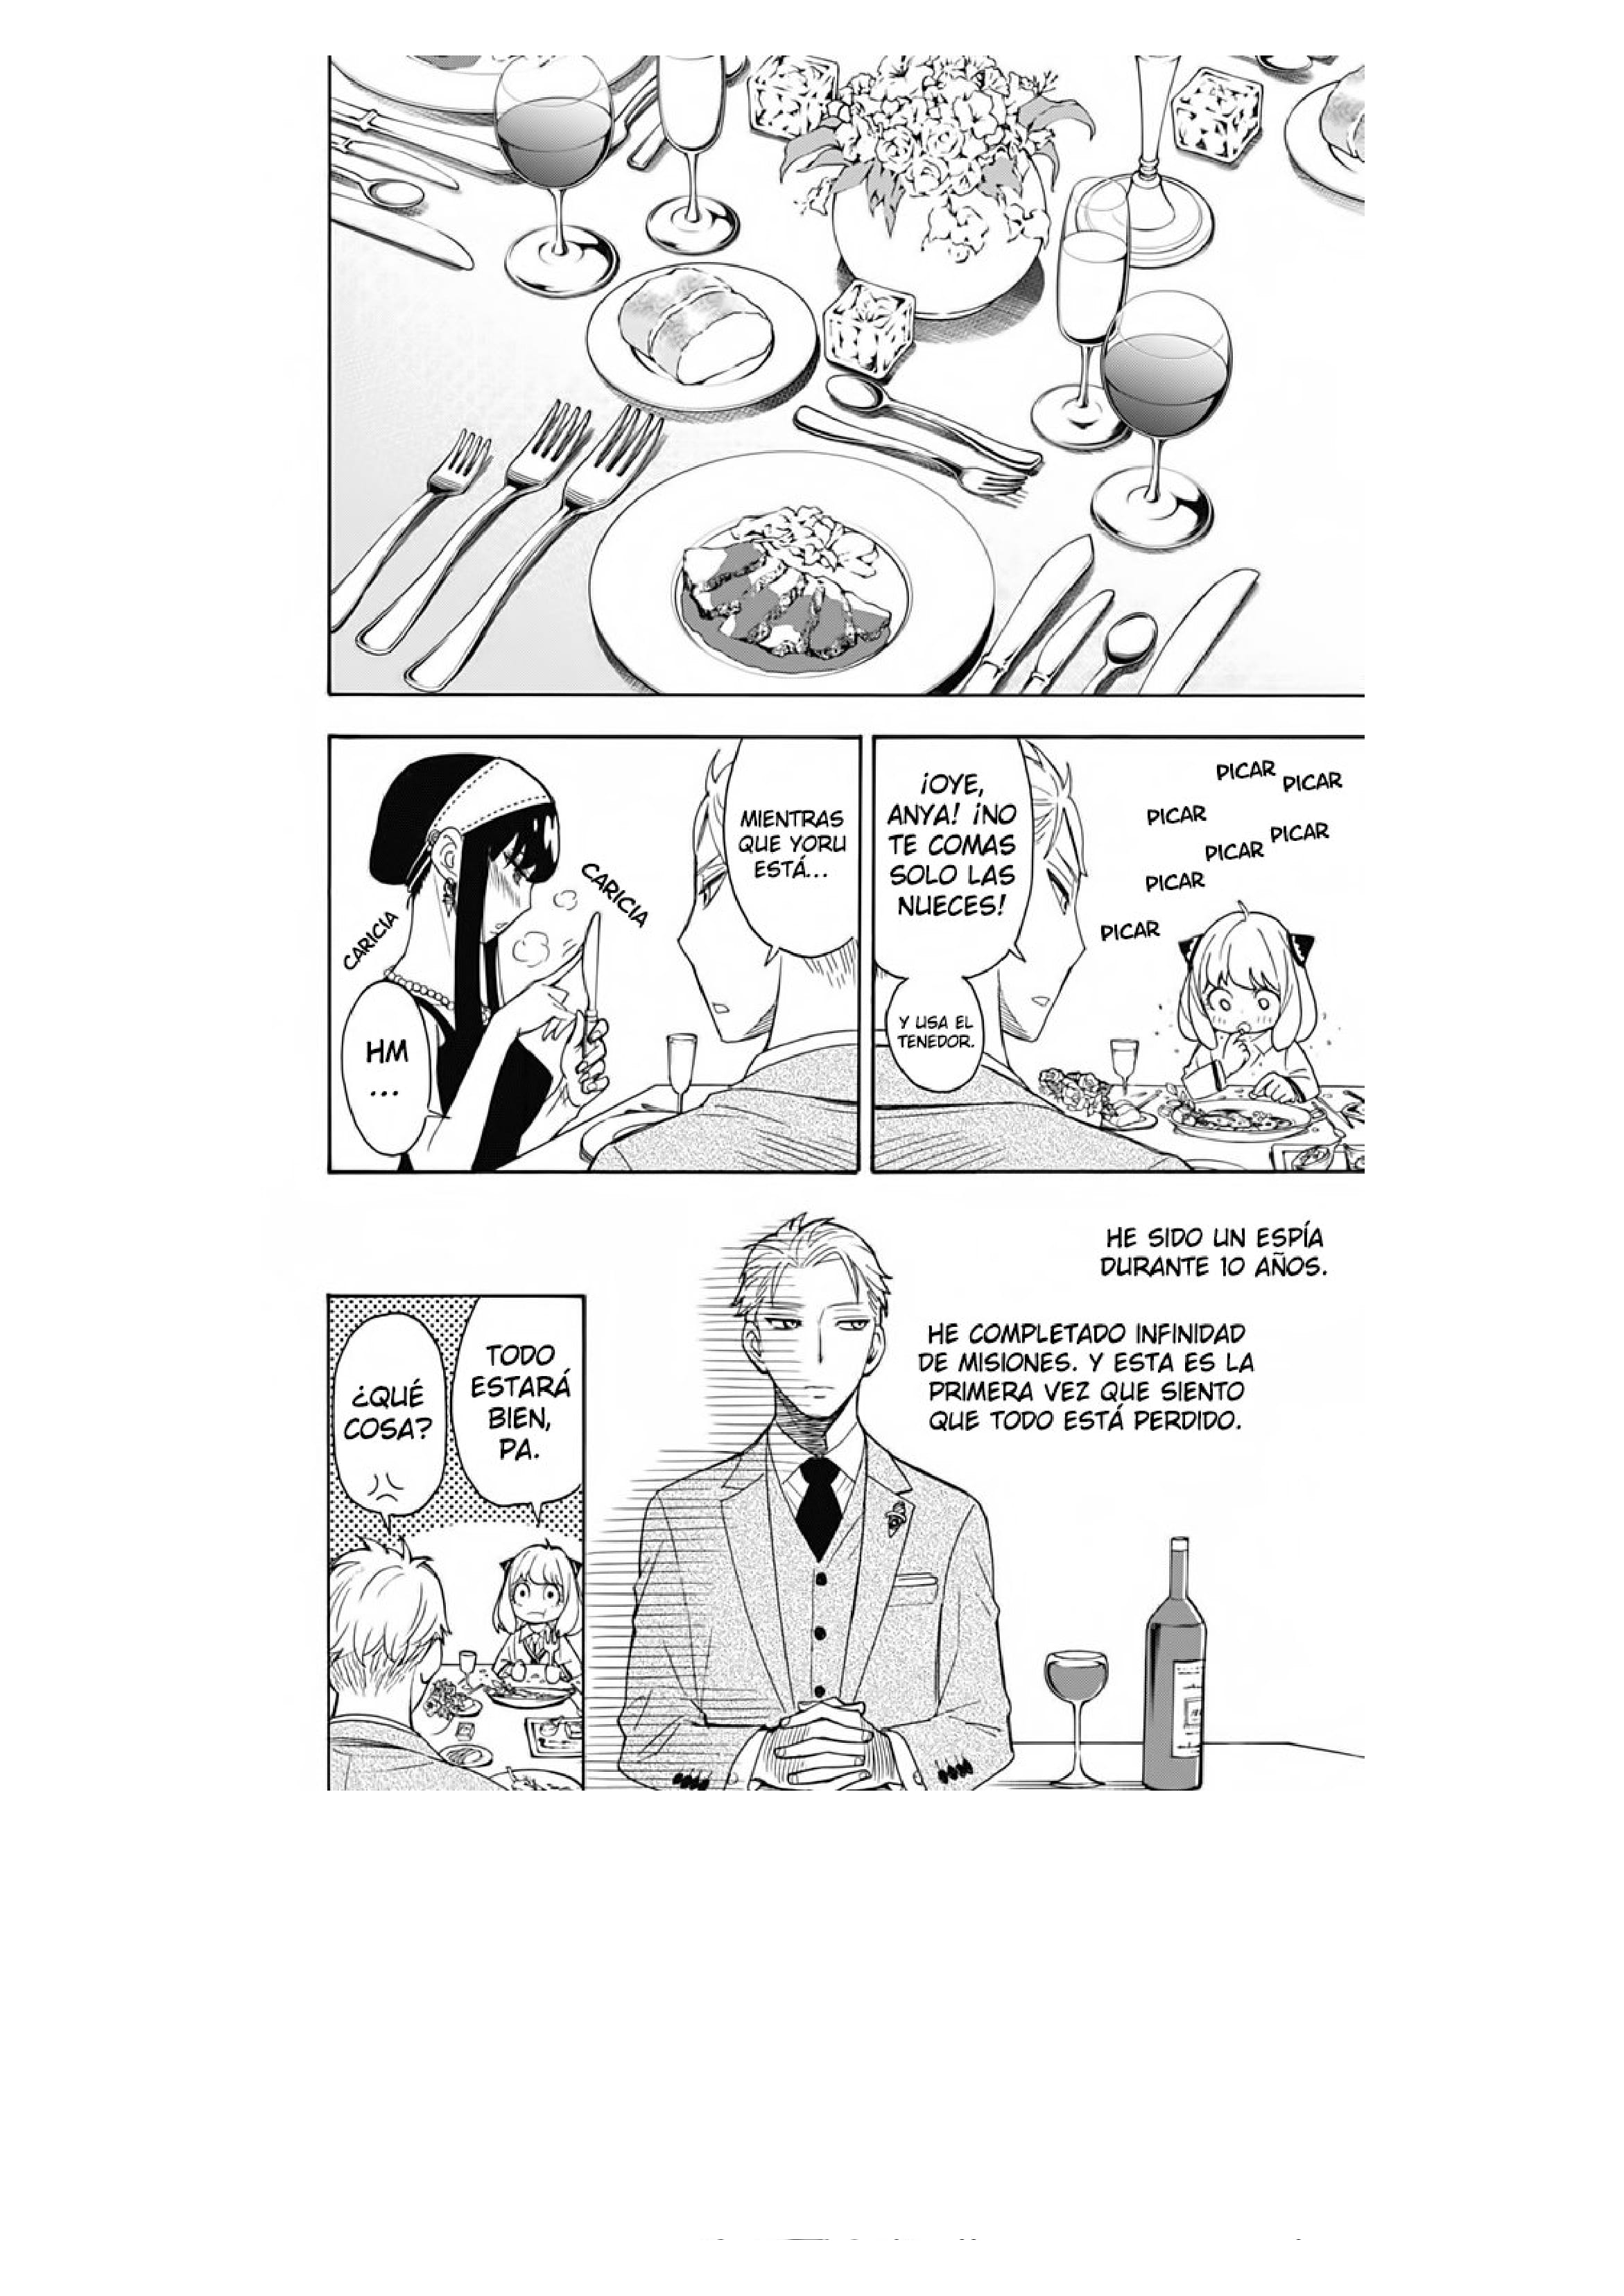 PICAR
PICAR
PICAR
PICAR
PICAR
PICAR
PICAR
¡OYE,
ANYA! ¡NO
TE COMAS
SOLO LAS
NUECES!
Y USA EL
TENEDOR.
MIENTRAS
QUE YORU
ESTÁ...
CARICIA
CARICIA
HM
...
HE SIDO UN ESPÍA
DURANTE 10 AÑOS.
HE COMPLETADO INFINIDAD
DE MISIONES. Y ESTA ES LA
PRIMERA VEZ QUE SIENTO
QUE TODO ESTÁ PERDIDO.
TODO
ESTARÁ
BIEN,
PA.
¿QUÉ
COSA?